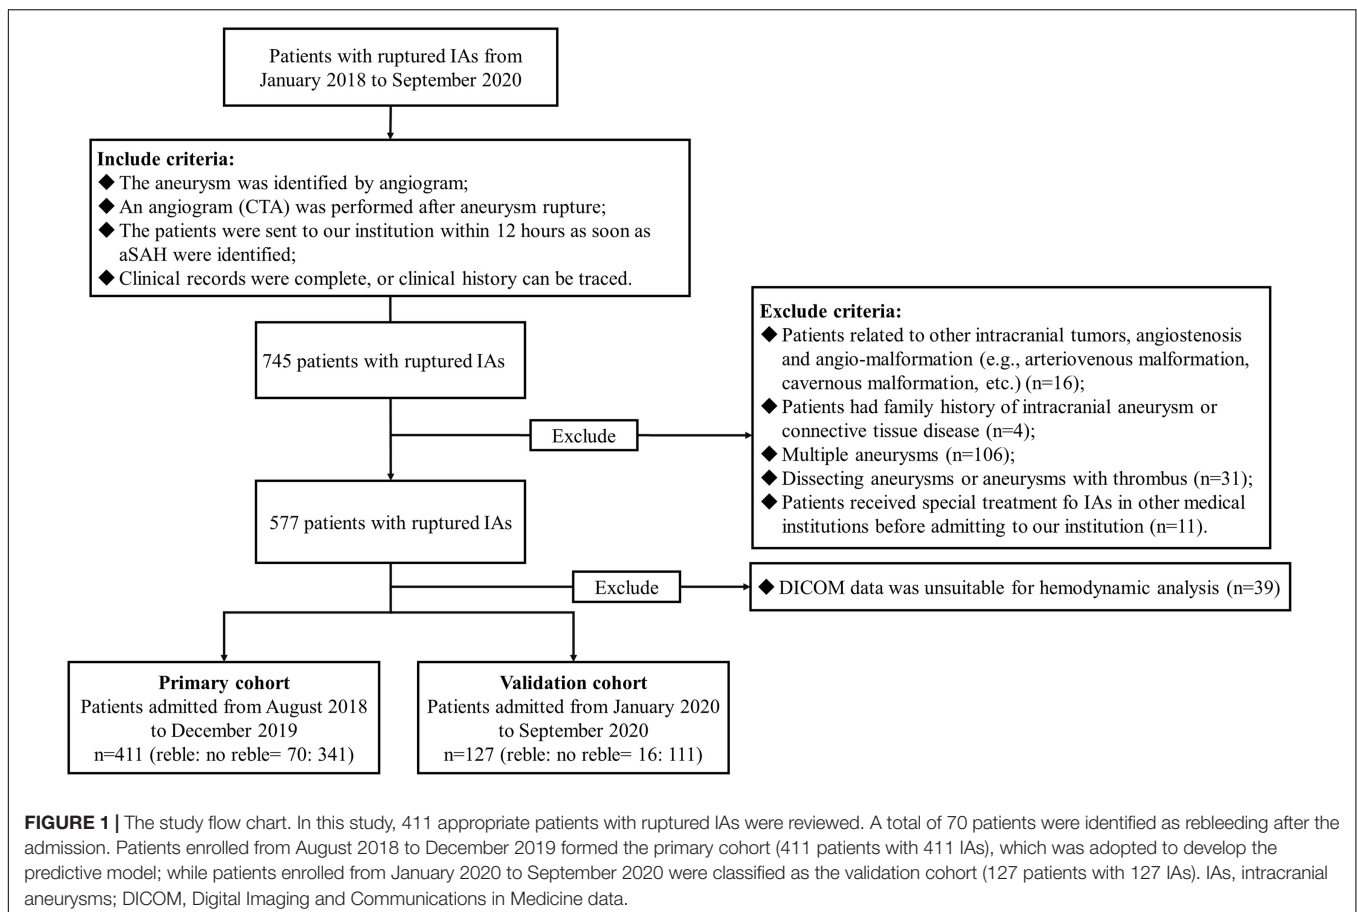 Patients with ruptured IAs from
January 2018 to September 2020
Include criteria:
◆ The aneurysm was identified by angiogram;
◆ An angiogram (CTA) was performed after aneurysm rupture;
◆ The patients were sent to our institution within 12 hours as soon as
aSAH were identified;
◆ Clinical records were complete, or clinical history can be traced.
745 patients with ruptured IAs
Exclude
Exclude criteria:
◆ Patients related to other intracranial tumors, angiostenosis
and angio-malformation (e.g., arteriovenous malformation,
cavernous malformation, etc.) (n=16);
◆ Patients had family history of intracranial aneurysm or
connective tissue disease (n=4);
◆ Multiple aneurysms (n=106);
◆ Dissecting aneurysms or aneurysms with thrombus (n=31);
◆ Patients received special treatment fo IAs in other medical
institutions before admitting to our institution (n=11).
577 patients with ruptured IAs
Exclude
◆ DICOM data was unsuitable for hemodynamic analysis (n=39)
Primary cohort
Patients admitted from August 2018
to December 2019
n=411 (reble: no reble= 70: 341)
Validation cohort
Patients admitted from January 2020
to September 2020
n=127 (reble: no reble= 16: 111)
FIGURE 1 | The study flow chart. In this study, 411 appropriate patients with ruptured IAs were reviewed. A total of 70 patients were identified as rebleeding after the
admission. Patients enrolled from August 2018 to December 2019 formed the primary cohort (411 patients with 411 IAs), which was adopted to develop the
predictive model; while patients enrolled from January 2020 to September 2020 were classified as the validation cohort (127 patients with 127 IAs). IAs, intracranial
aneurysms; DICOM, Digital Imaging and Communications in Medicine data.